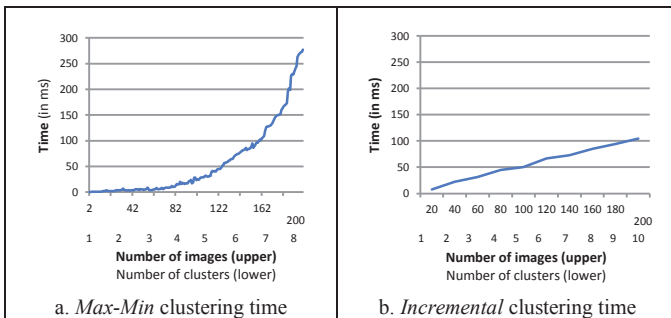 300
250
200
150
100
50
0
Time (in ms)
2 42 82 122 162 200
1 2 3 4 5 6 7 8
Number of images (upper)
Number of clusters (lower)
a. Max-Min clustering time
300
250
200
150
100
50
0
Time (in ms)
20 40 60 80 100 120 140 160 180 200
1 2 3 4 5 6 7 8 9 10
Number of images (upper)
Number of clusters (lower)
b. Incremental clustering time